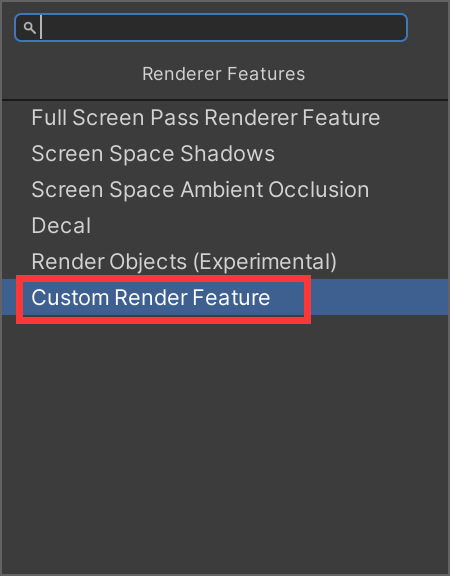 Renderer Features
Full Screen Pass Renderer Feature
Screen Space Shadows
Screen Space Ambient Occlusion
Decal
Render Objects (Experimental)
Custom Render Feature